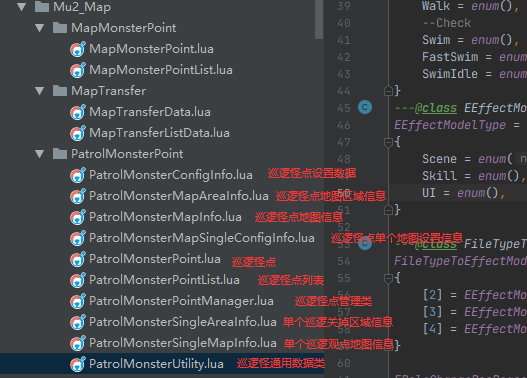 Mu2_Map
MapMonsterPoint
MapMonsterPoint.lua
MapMonsterPointList.lua
MapTransfer
MapTransferData.lua
MapTransferListData.lua
PatrolMonsterPoint
PatrolMonsterConfigInfo.lua 巡逻怪点设置数据
PatrolMonsterMapAreaInfo.lua 巡逻怪点地图区域信息
PatrolMonsterMapInfo.lua 巡逻怪点地图信息
PatrolMonsterMapSingleConfigInfo.lua 巡逻怪点单个地图设置信息
PatrolMonsterPoint.lua 巡逻怪点
PatrolMonsterPointList.lua 巡逻怪点列表
PatrolMonsterPointManager.lua 巡逻怪点管理类
PatrolMonsterSingleAreaInfo.lua 单个巡逻关掉区域信息
PatrolMonsterSingleMapInfo.lua 单个巡逻观点地图信息
PatrolMonsterUtility.lua 巡逻怪通用数据类
39 Walk = enum(),
40 --Check
41 Swim = enum(),
42 FastSwim = enum
43 SwimIdle = enum
44 }
45 ---@class EEffectMo
46 EEffectModelType =
47 {
48 Scene = enum( n
49 Skill = enum(),
50 UI = enum(),
51 }
52
53 class FileTypeT
54 FileTypeToEffectMod
55 {
56 [2] = EEffectMo
57 [3] = EEffectMo
58 [4] = EEffectMo
59 }
60